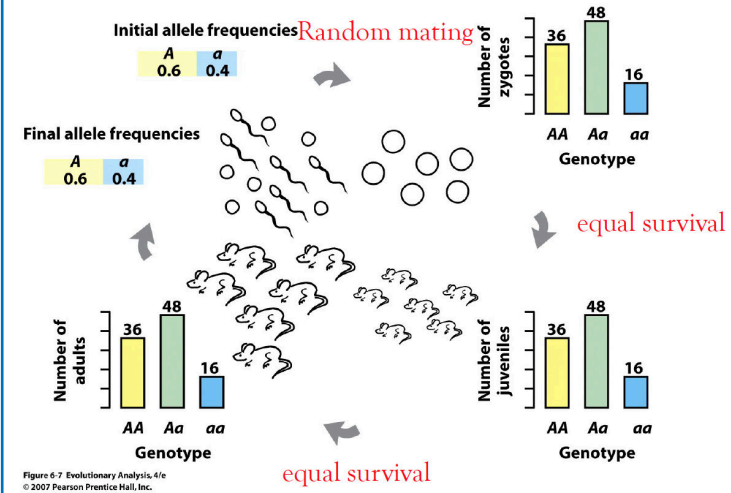 Initial allele frequencies
A a
0.6 0.4
Random mating
Number of zygotes
36 48 16
AA Aa aa
Genotype
equal survival
Number of juveniles
36 48 16
AA Aa aa
Genotype
equal survival
Number of adults
36 48 16
AA Aa aa
Genotype
Final allele frequencies
A a
0.6 0.4
Figure 6-7 Evolutionary Analysis, 4/e
© 2007 Pearson Prentice Hall, Inc.